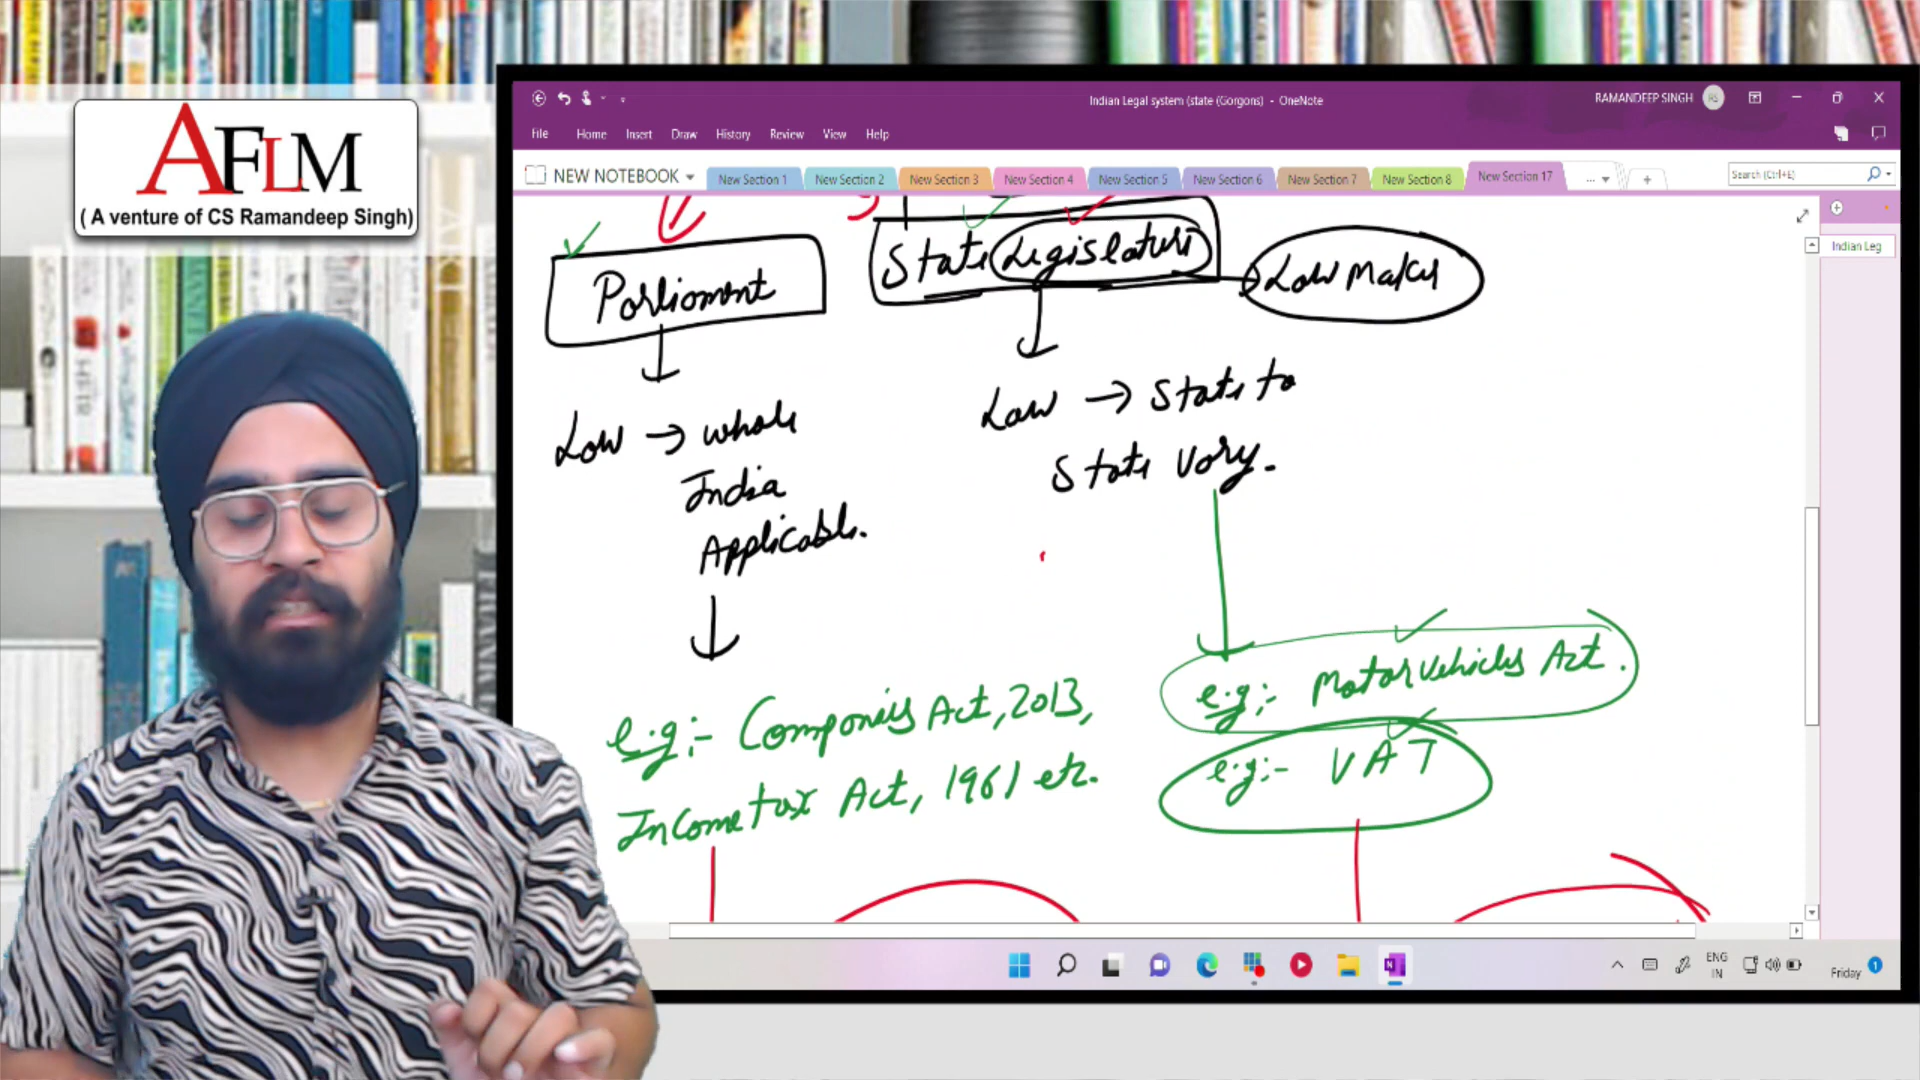 AFLM
( A venture of CS Ramandeep Singh)
Indian Legal system (state (Gorgons) - OneNote
RAMANDEEP SINGH
RS
File Home Insert Draw History Review View Help
NEW NOTEBOOK
New Section 1 New Section 2 New Section 3 New Section 4 New Section 5 New Section 6 New Section 7 New Section 8 New Section 17 ...
Search (Ctrl+E)
Indian Leg
Parliament
State Legislature
Law Maker
Law → whole
India
Applicable.
Law → State to
State Vary.
e.g:- Companies Act, 2013,
Income tax Act, 1961 etc.
e.g:- Motor Vehicles Act.
e.g:- VAT
ENG
IN
Friday
1